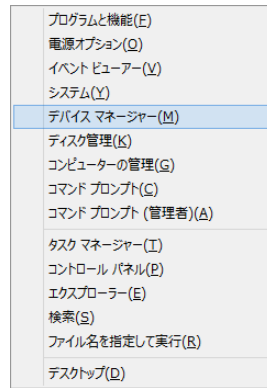 プログラムと機能(F)
電源オプション(O)
イベント ビューアー(V)
システム(Y)
デバイス マネージャー(M)
ディスク管理(K)
コンピューターの管理(G)
コマンド プロンプト(C)
コマンド プロンプト (管理者)(A)
タスク マネージャー(T)
コントロール パネル(P)
エクスプローラー(E)
検索(S)
ファイル名を指定して実行(R)
デスクトップ(D)